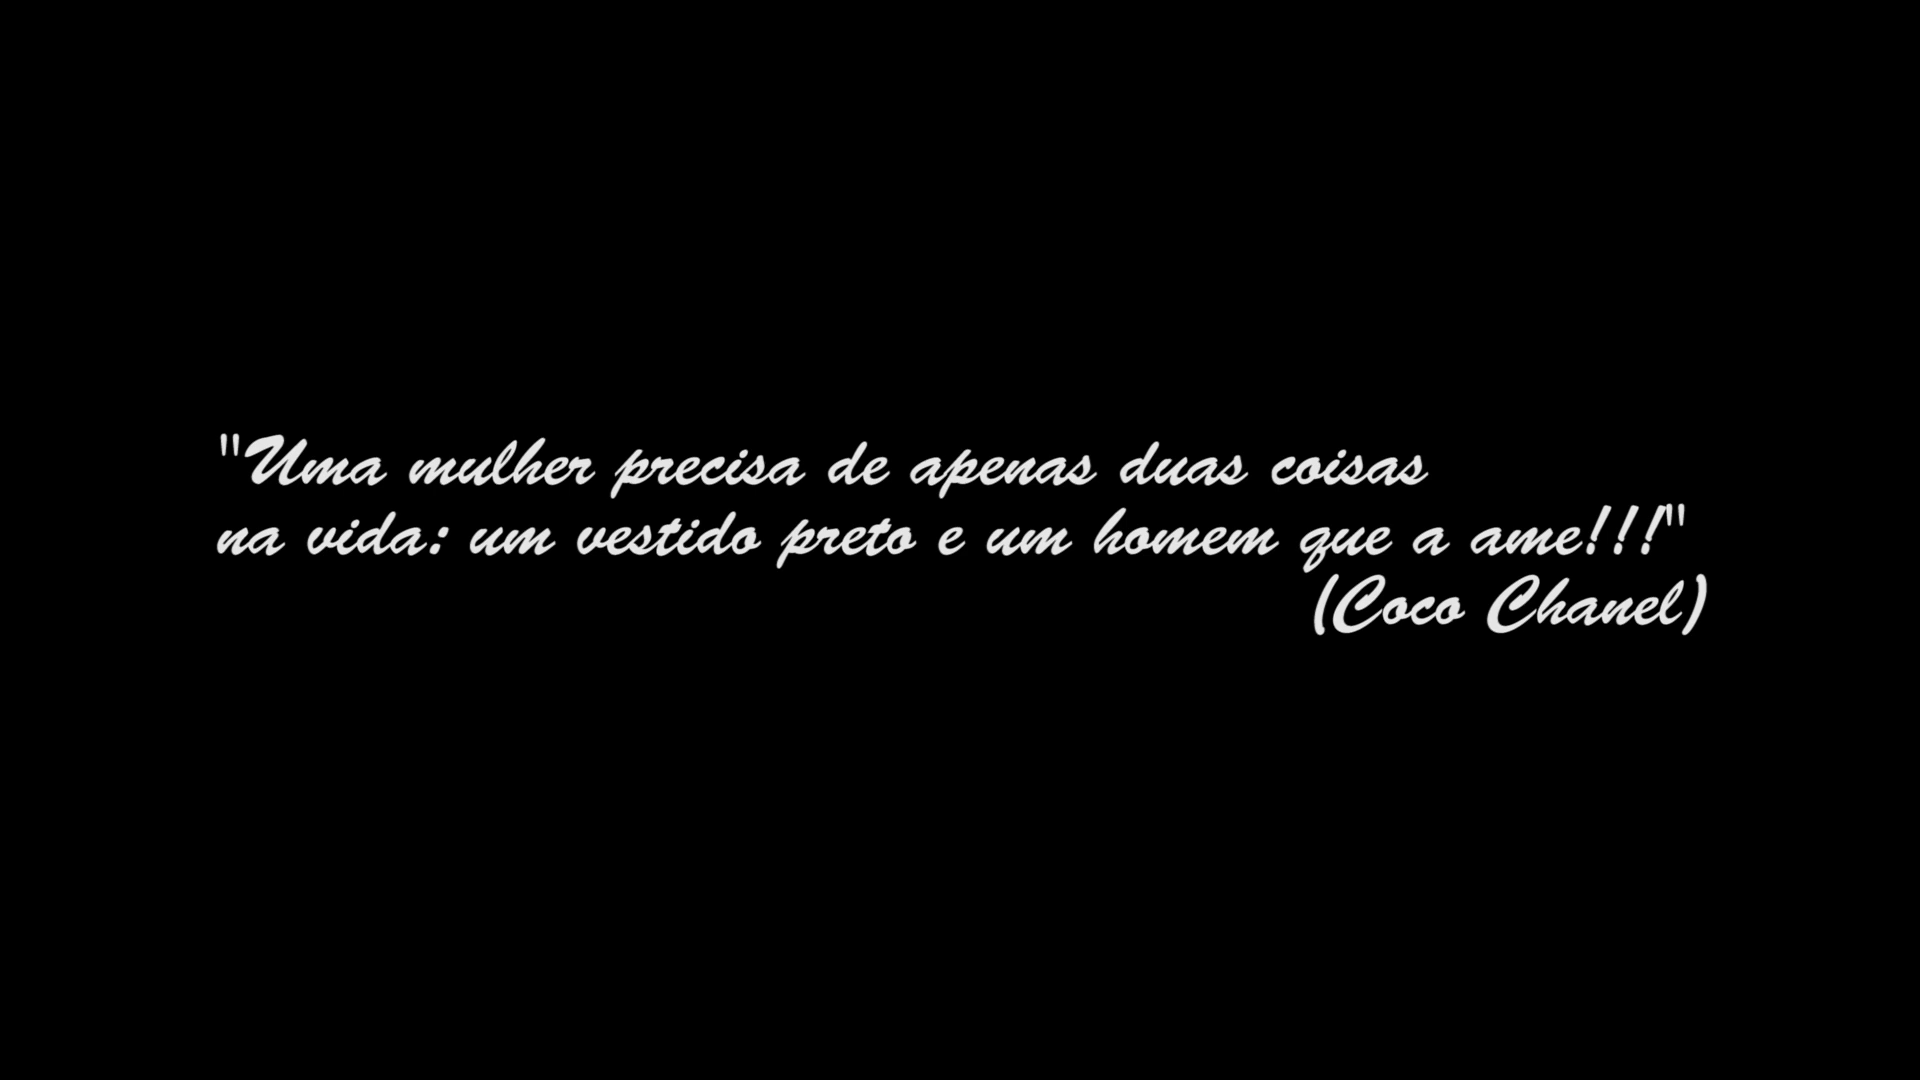 "Uma mulher precisa de apenas duas coisas
na vida: um vestido preto e um homem que a ame!!!"
(Coco Chanel)